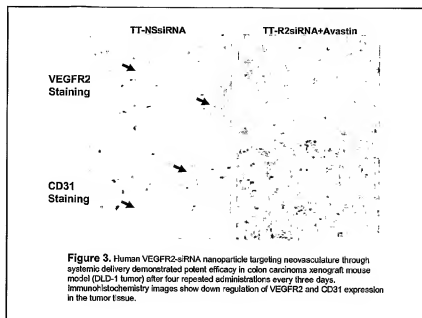 TT-NSsiRNA TT-R2siRNA+Avastin
VEGFR2
Staining
CD31
Staining
Figure 3. Human VEGFR2-siRNA nanoparticle targeting neovasculature through
systemic delivery demonstrated potent efficacy in colon carcinoma xenograft mouse
model (DLD-1 tumor) after four repeated administrations every three days.
Immunohistochemistry images show down regulation of VEGFR2 and CD31 expression
in the tumor tissue.